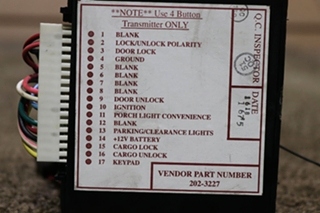 **NOTE** Use 4 Button
Transmitter ONLY
1 BLANK
2 LOCK/UNLOCK POLARITY
3 DOOR LOCK
4 GROUND
5 BLANK
6 BLANK
7 BLANK
8 BLANK
9 DOOR UNLOCK
10 IGNITION
11 PORCH LIGHT CONVENIENCE
12 BLANK
13 PARKING/CLEARANCE LIGHTS
14 +12V BATTERY
15 CARGO LOCK
16 CARGO UNLOCK
17 KEYPAD
VENDOR PART NUMBER
202-3227
Q.C. INSPECTOR
DATE